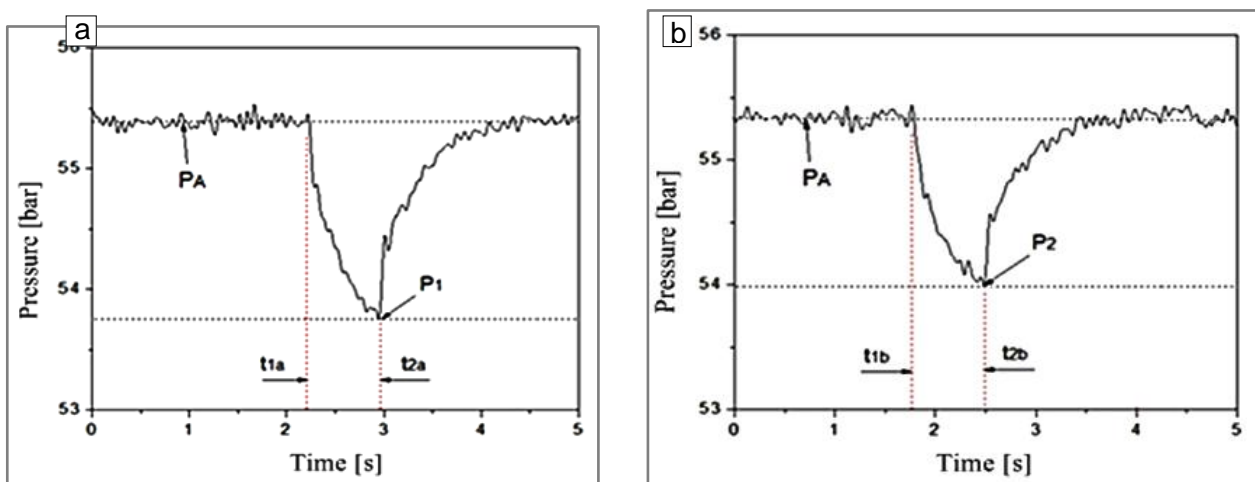 a
56
55
54
53
Pressure [bar]
PA
P1
t1a
t2a
0 1 2 3 4 5
Time [s]
b
56
55
54
53
Pressure [bar]
PA
P2
t1b
t2b
0 1 2 3 4 5
Time [s]